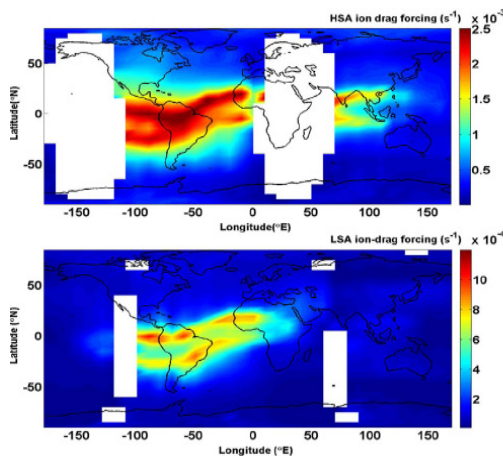 HSA ion drag forcing (s⁻¹) x 10⁻³
2.5
2
1.5
1
0.5
50
0
-50
Latitude(°N)
-150 -100 -50 0 50 100 150
Longitude(°E)
LSA ion-drag forcing (s⁻¹) x 10⁻⁴
10
8
6
4
2
50
0
-50
Latitude (°N)
-150 -100 -50 0 50 100 150
Longitude (°E)